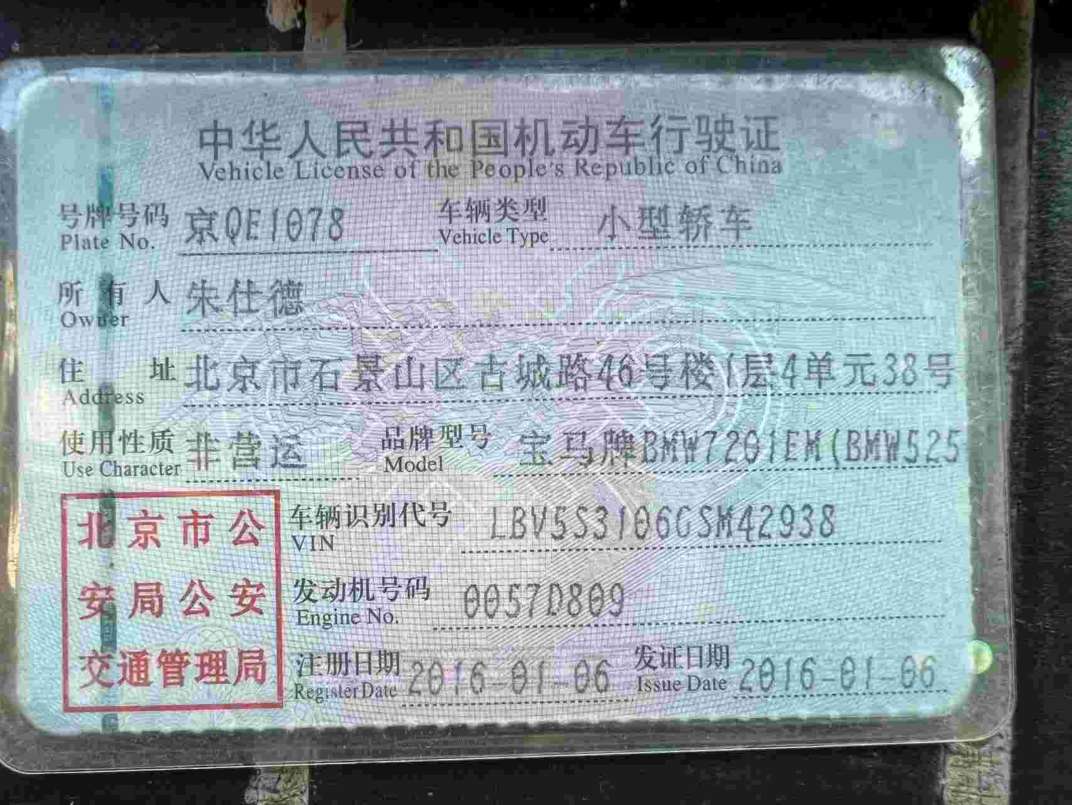 中华人民共和国机动车行驶证
Vehicle License of the People's Republic of China
号牌号码 京QE1078 车辆类型 小型轿车
Plate No. Vehicle Type
所有人 朱仕德
Owner
住址 北京市石景山区古城路46号楼1层4单元38号
Address
使用性质 非营运 品牌型号 宝马牌BMW7201EM(BMW525
Use Character Model
北京市公
安局公安
交通管理局
车辆识别代号 LBV5S3106GSM42938
VIN
发动机号码 0057D809
Engine No.
注册日期 2016-01-06 发证日期 2016-01-06
Register Date Issue Date